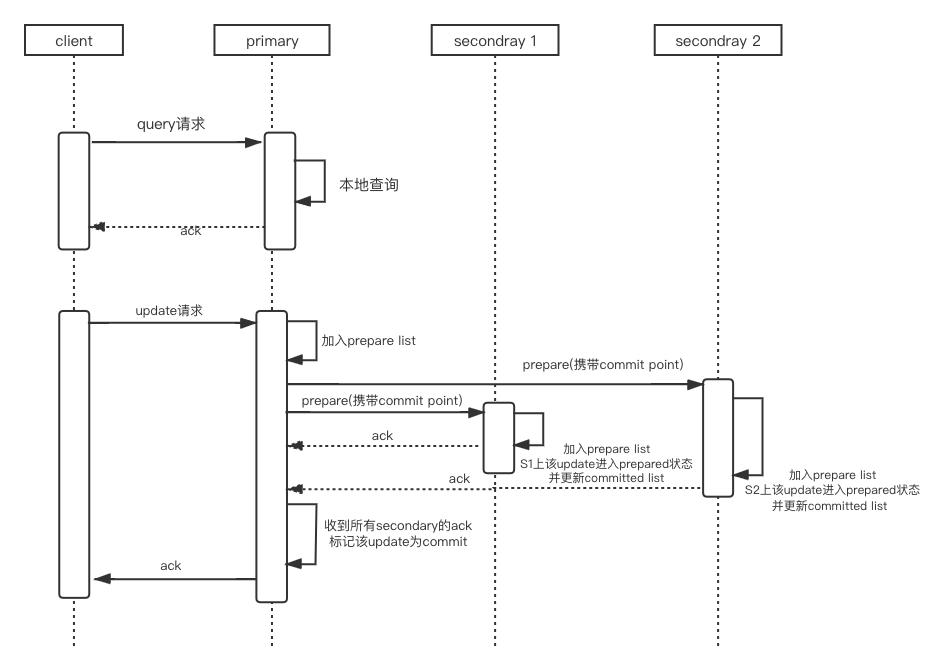 client
primary
secondray 1
secondray 2
query请求
本地查询
ack
update请求
加入prepare list
prepare(携带commit point)
prepare(携带commit point)
ack
加入prepare list
S1上该update进入prepared状态
并更新committed list
ack
加入prepare list
S2上该update进入prepared状态
并更新committed list
收到所有secondary的ack
标记该update为commit
ack